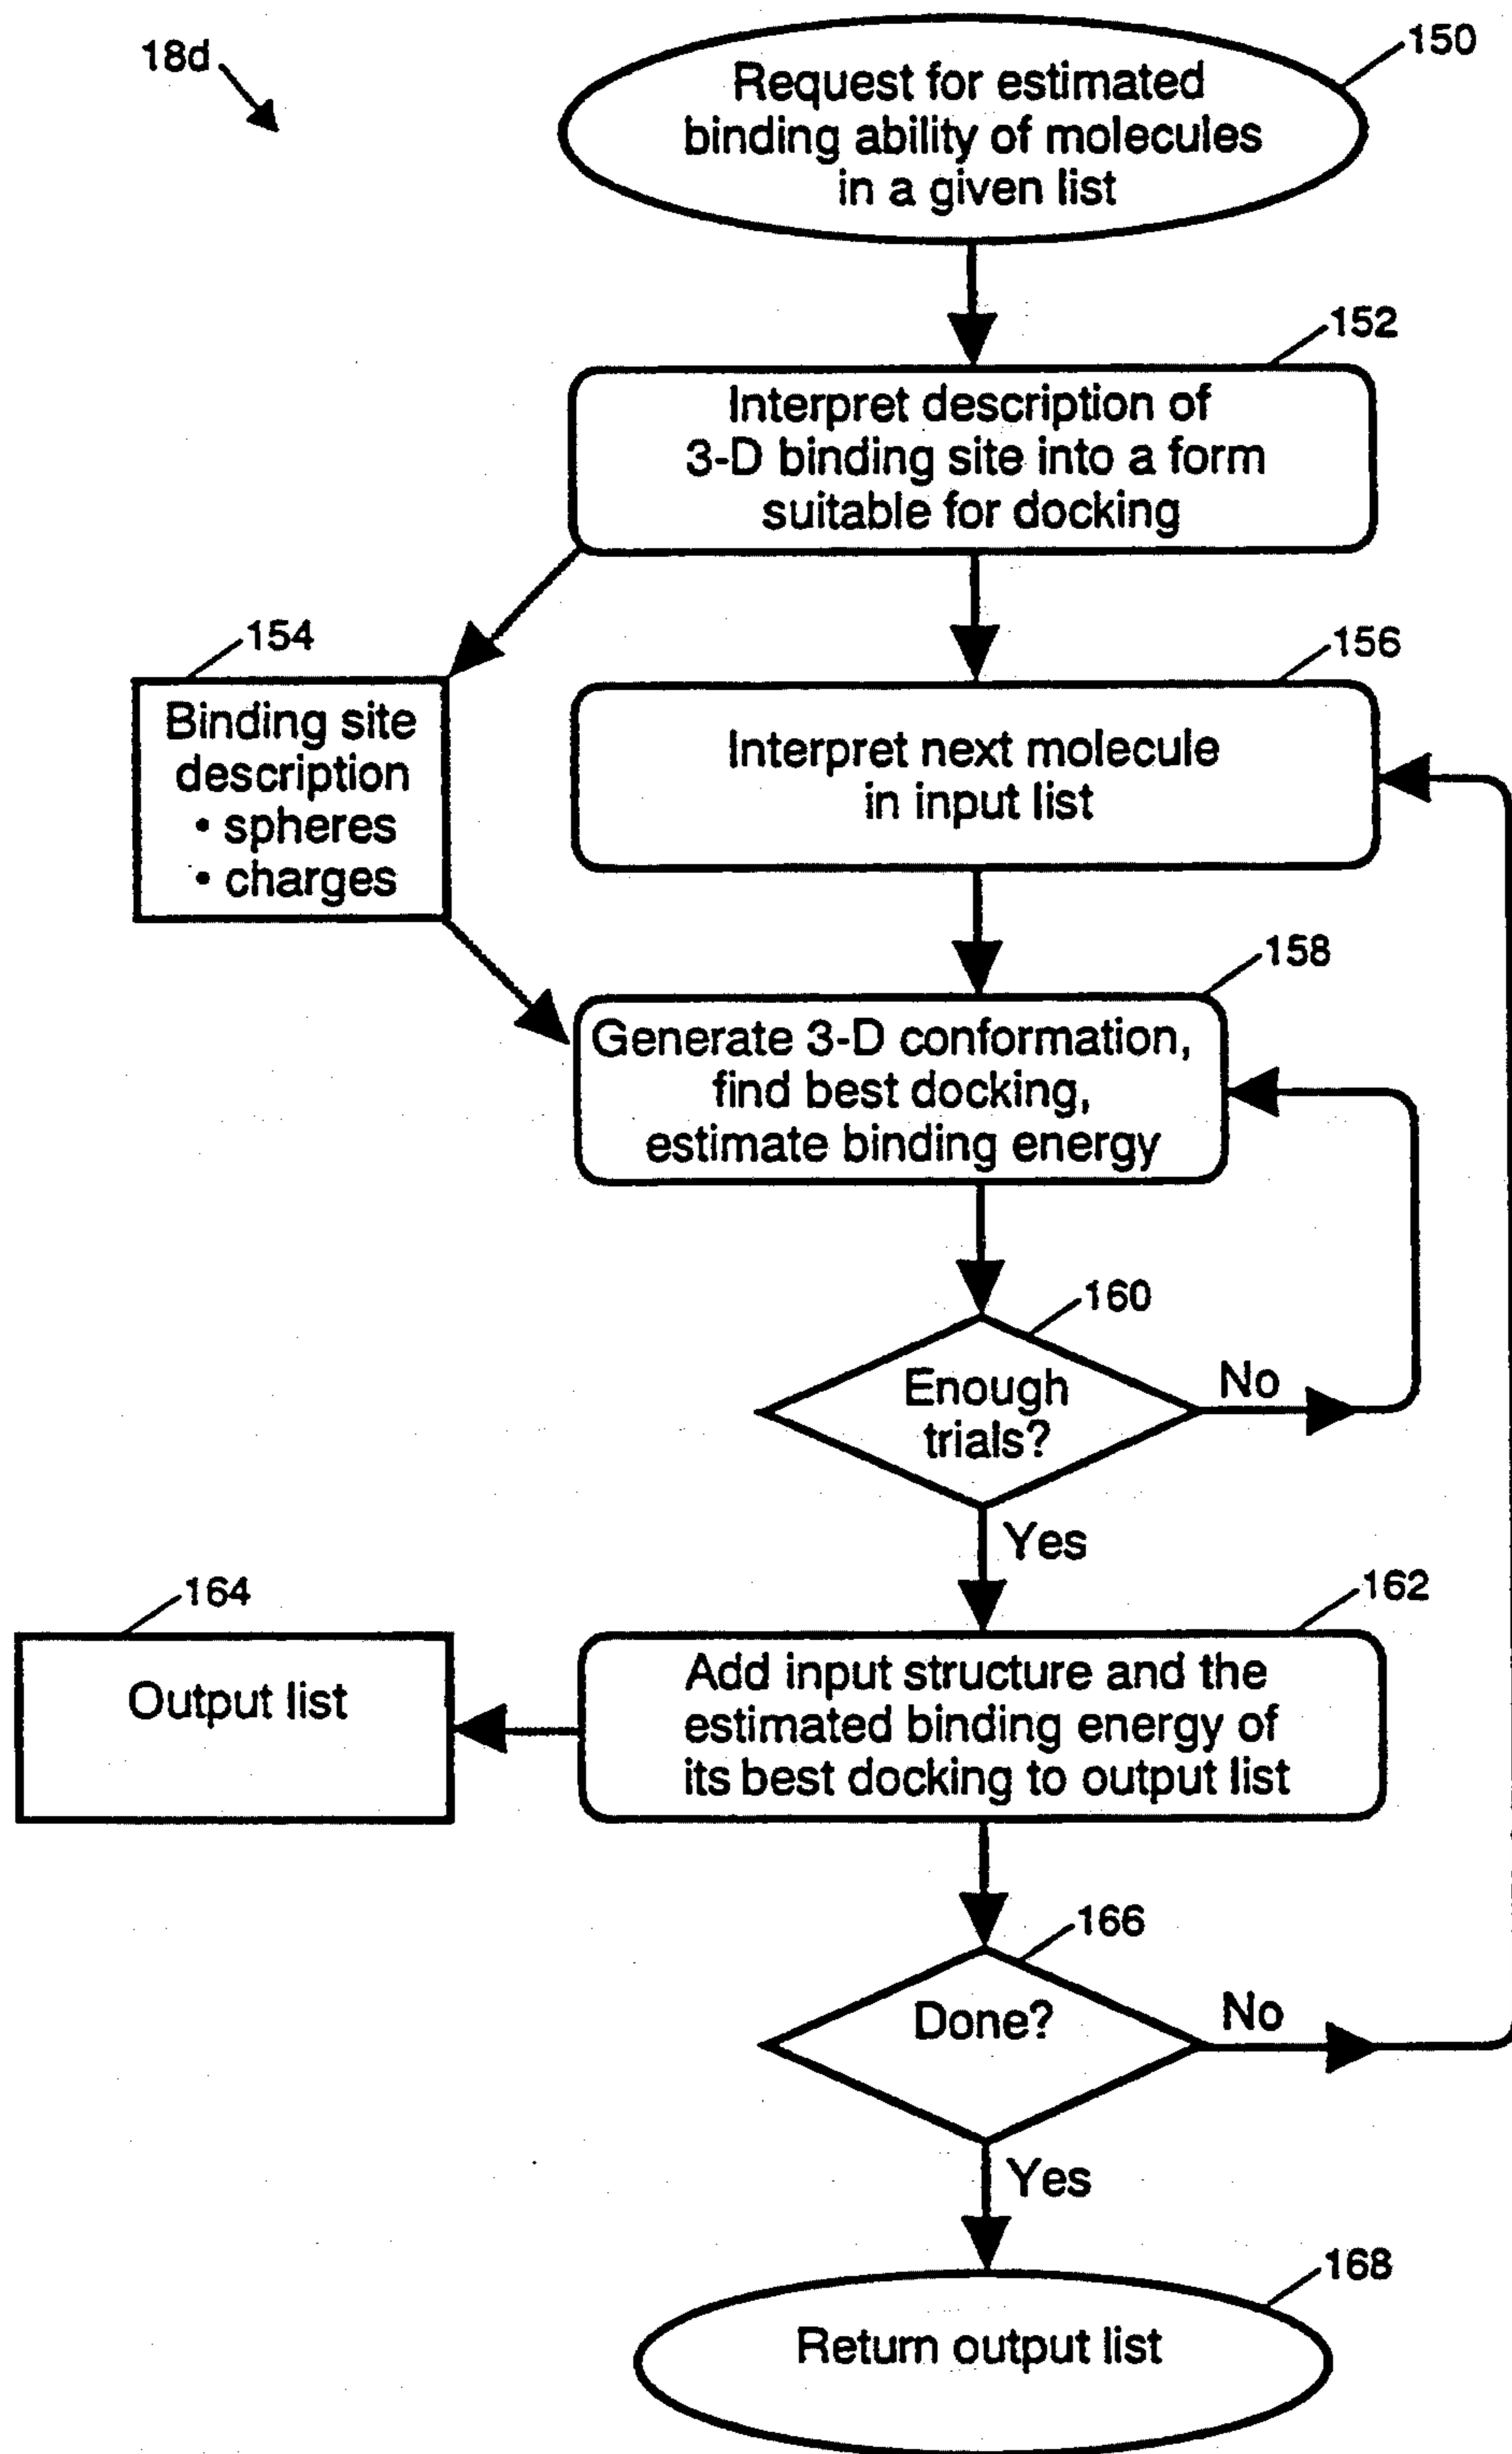 18d
150
Request for estimated
binding ability of molecules
in a given list
152
Interpret description of
3-D binding site into a form
suitable for docking
154
Binding site
description
• spheres
• charges
156
Interpret next molecule
in input list
158
Generate 3-D conformation,
find best docking,
estimate binding energy
160
Enough
trials?
No
Yes
162
Add input structure and the
estimated binding energy of
its best docking to output list
164
Output list
166
Done?
No
Yes
168
Return output list